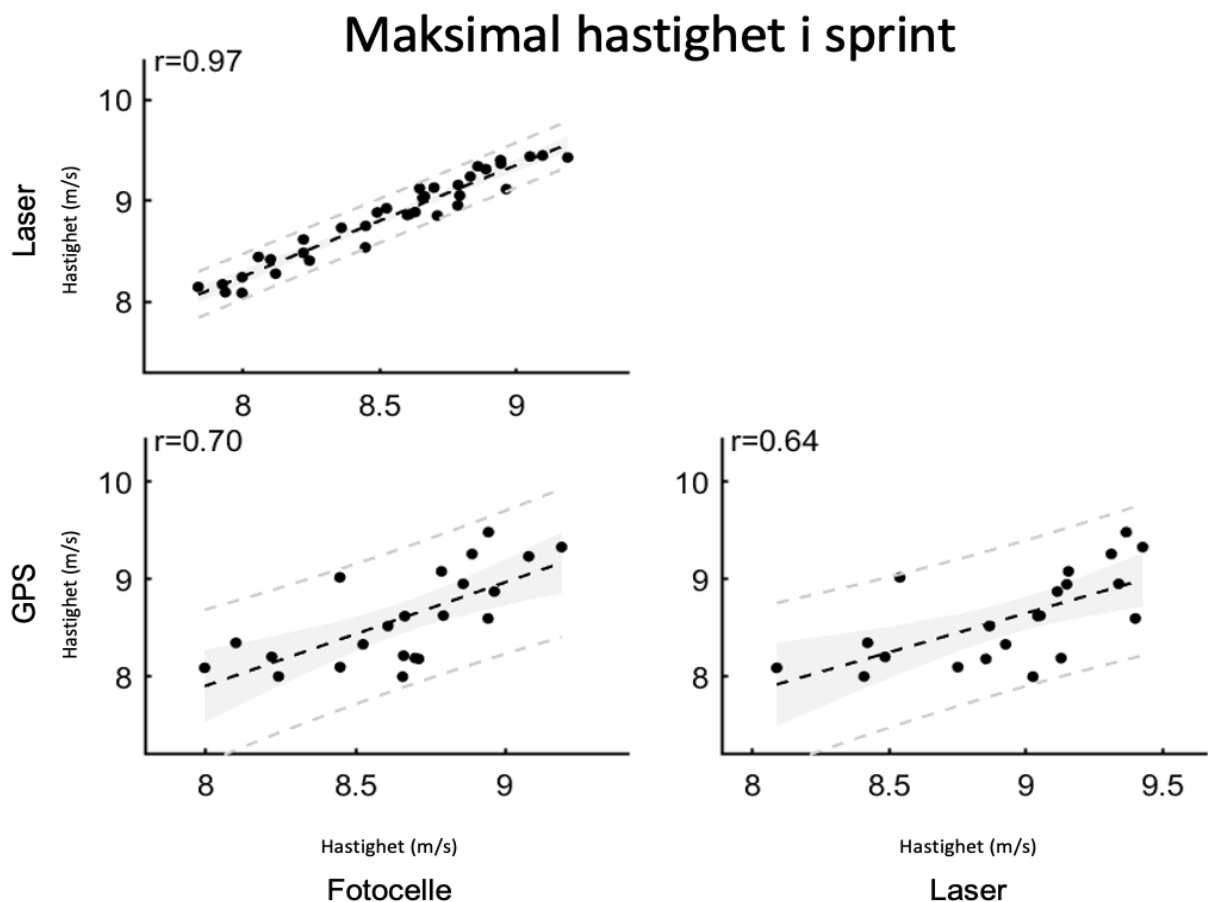 Maksimal hastighet i sprint
r=0.97
10
9
8
Laser
Hastighet (m/s)
8 8.5 9
r=0.70
10
9
8
GPS
Hastighet (m/s)
8 8.5 9
Hastighet (m/s)
Fotocelle
r=0.64
10
9
8
8 8.5 9 9.5
Hastighet (m/s)
Laser